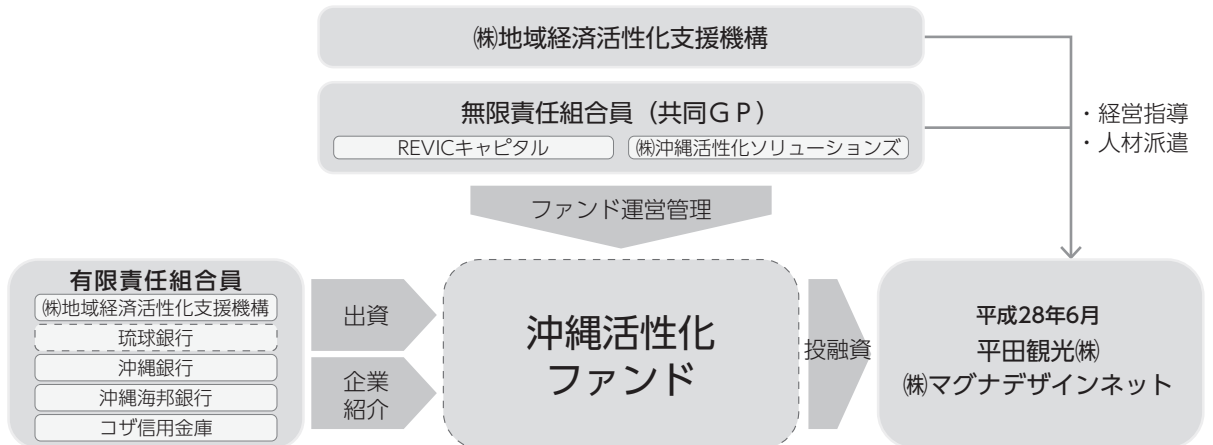 ㈱地域経済活性化支援機構
無限責任組合員（共同ＧＰ）
REVICキャピタル
㈱沖縄活性化ソリューションズ
・経営指導
・人材派遣
ファンド運営管理
有限責任組合員
㈱地域経済活性化支援機構
琉球銀行
沖縄銀行
沖縄海邦銀行
コザ信用金庫
出資
企業
紹介
沖縄活性化
ファンド
投融資
平成28年6月
平田観光㈱
㈱マグナデザインネット